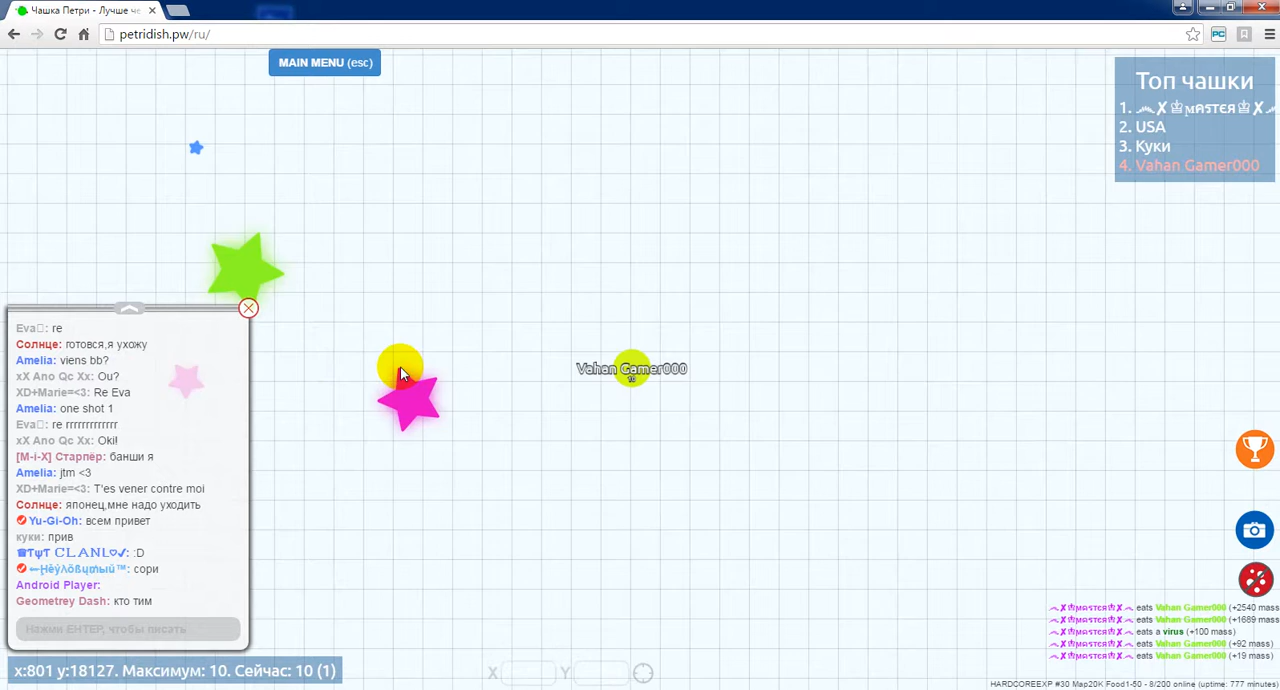 Чашка Петри - Лучше че
petridish.pw/ru/
PC
MAIN MENU (esc)
Топ чашки
2. USA
3. Куки
4. Vahan Gamer000
Vahan Gamer000
10
re
Солнце: готовся,я ухожу
Amelia: viens bb?
xX Ano Qc Xx: Ou?
XD+Marie=<3: Re Eva
Amelia: one shot 1
re rrrrrrrrrrrrr
xX Ano Qc Xx: Oki!
[M-i-X] Старпёр: банши я
Amelia: jtm <3
XD+Marie=<3: T'es vener contre moi
Солнце: японец,мне надо уходить
Yu-Gi-Oh: всем привет
куки: прив
CLANL :D
сори
Android Player:
Geometrey Dash: кто тим
Нажми ЕНТЕР, чтобы писать
x:801 y:18127. Максимум: 10. Сейчас: 10 (1)
X Y
eats Vahan Gamer000 (+2540 mass
eats Vahan Gamer000 (+1689 mass
eats a virus (+100 mass)
eats Vahan Gamer000 (+92 mass)
eats Vahan Gamer000 (+19 mass)
HARDCOREEXP #30 Map20K Food1-50 - 8/200 online (uptime: 777 minutes)